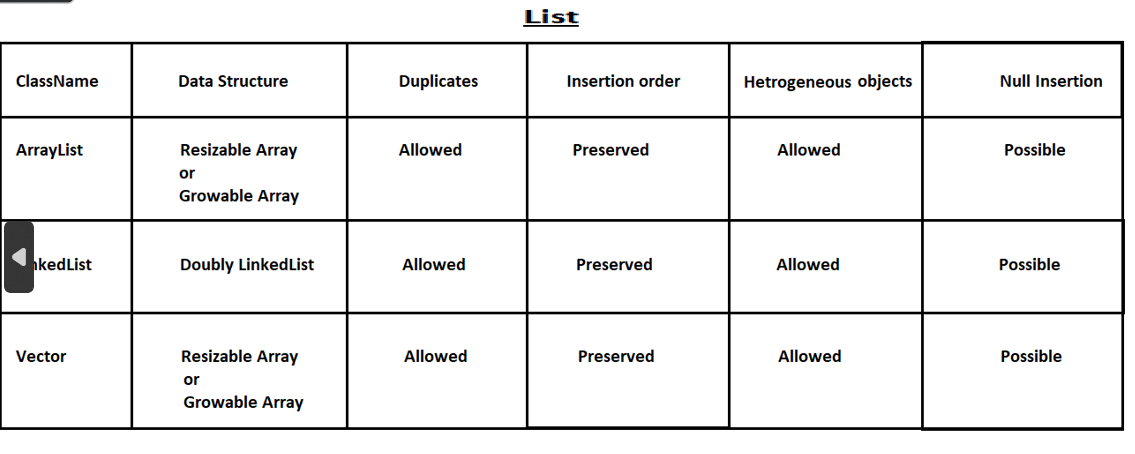 List
ClassName Data Structure Duplicates Insertion order Hetrogeneous objects Null Insertion
ArrayList Resizable Array Allowed Preserved Allowed Possible
or
Growable Array
nkedList Doubly LinkedList Allowed Preserved Allowed Possible
Vector Resizable Array Allowed Preserved Allowed Possible
or
Growable Array